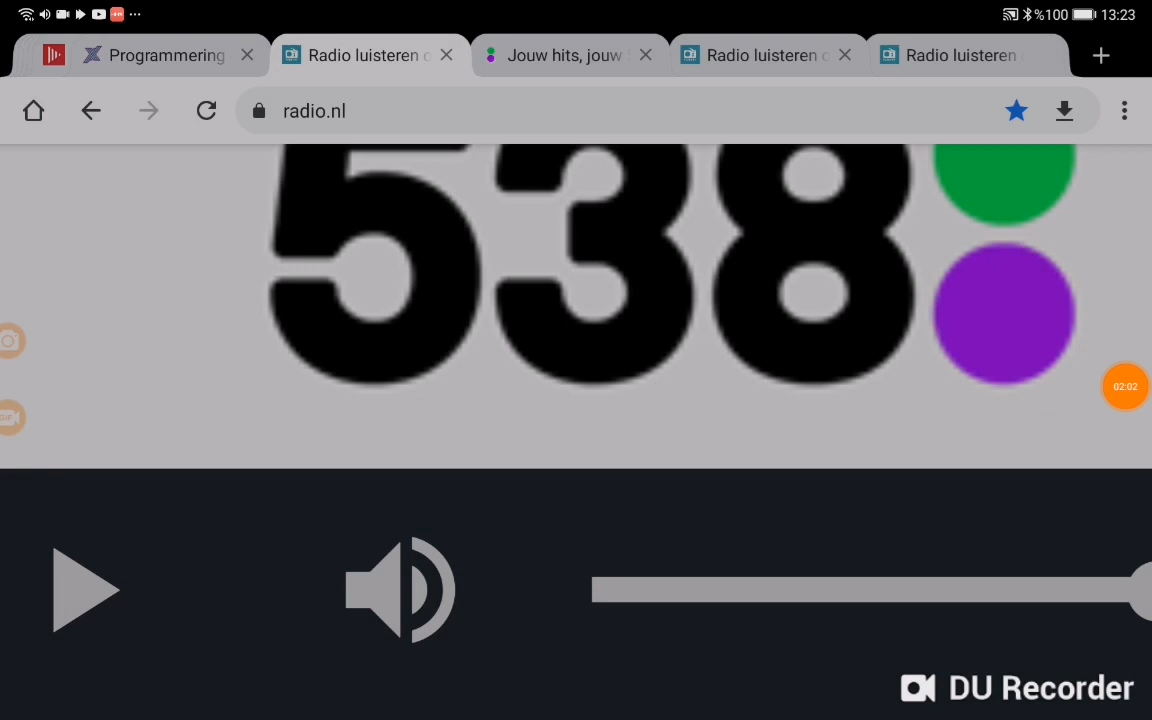 %100 13:23
Programmering
Radio luisteren o
Jouw hits, jouw
Radio luisteren o
Radio luisteren
radio.nl
538
02:02
GIF
DU Recorder